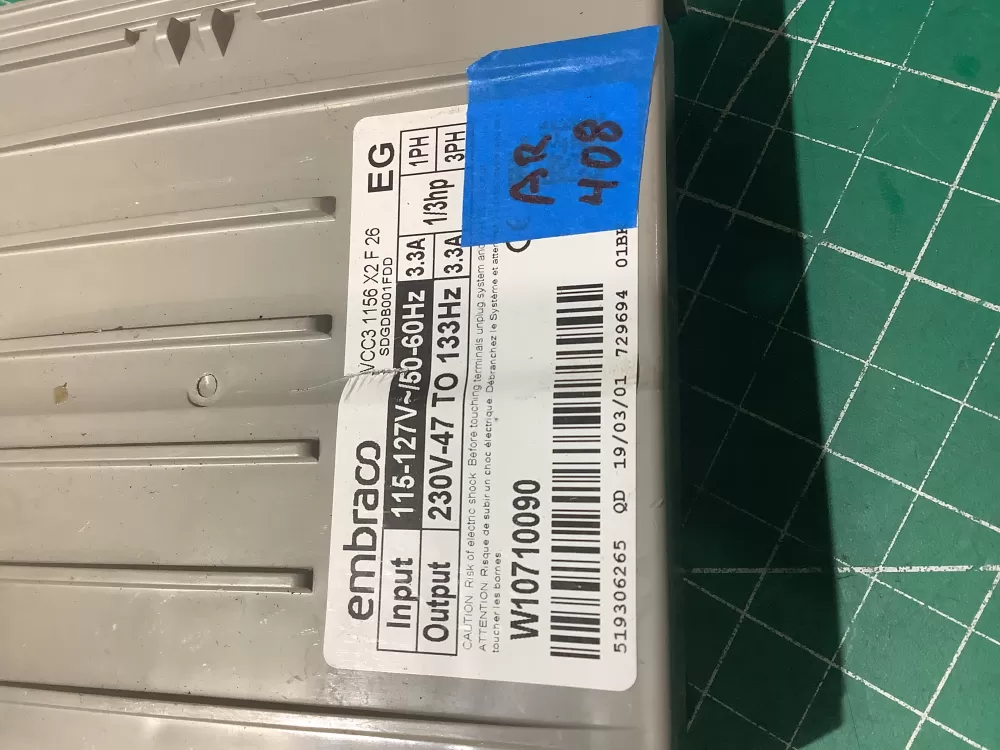 embraco
VCC3 1156 X2 F 26
SDGDB001FDD
EG
Input 115-127V~/50-60Hz 3.3A 1/3hp 1PH
Output 230V-47 TO 133Hz 3.3A 3PH
CAUTION Risk of electric shock. Before touching terminals unplug system and
ATTENTION Risque de subir un choc électrique. Débranchez le Système et
toucher les bornes
W10710090
CE
519306265 QD 19/03/01 729694
AR
408